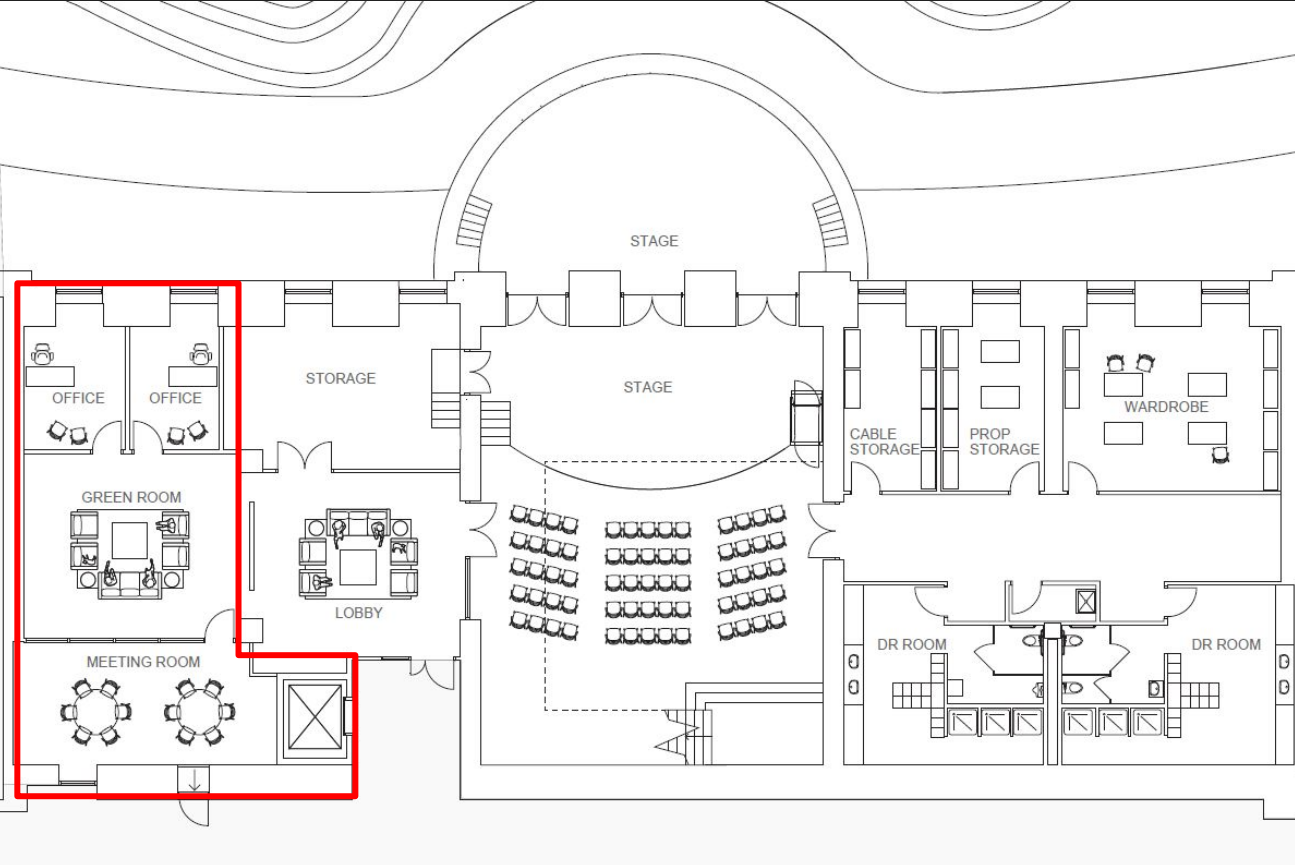 STAGE
STORAGE
STAGE
OFFICE
OFFICE
WARDROBE
CABLE
STORAGE
PROP
STORAGE
GREEN ROOM
LOBBY
MEETING ROOM
DR ROOM
DR ROOM